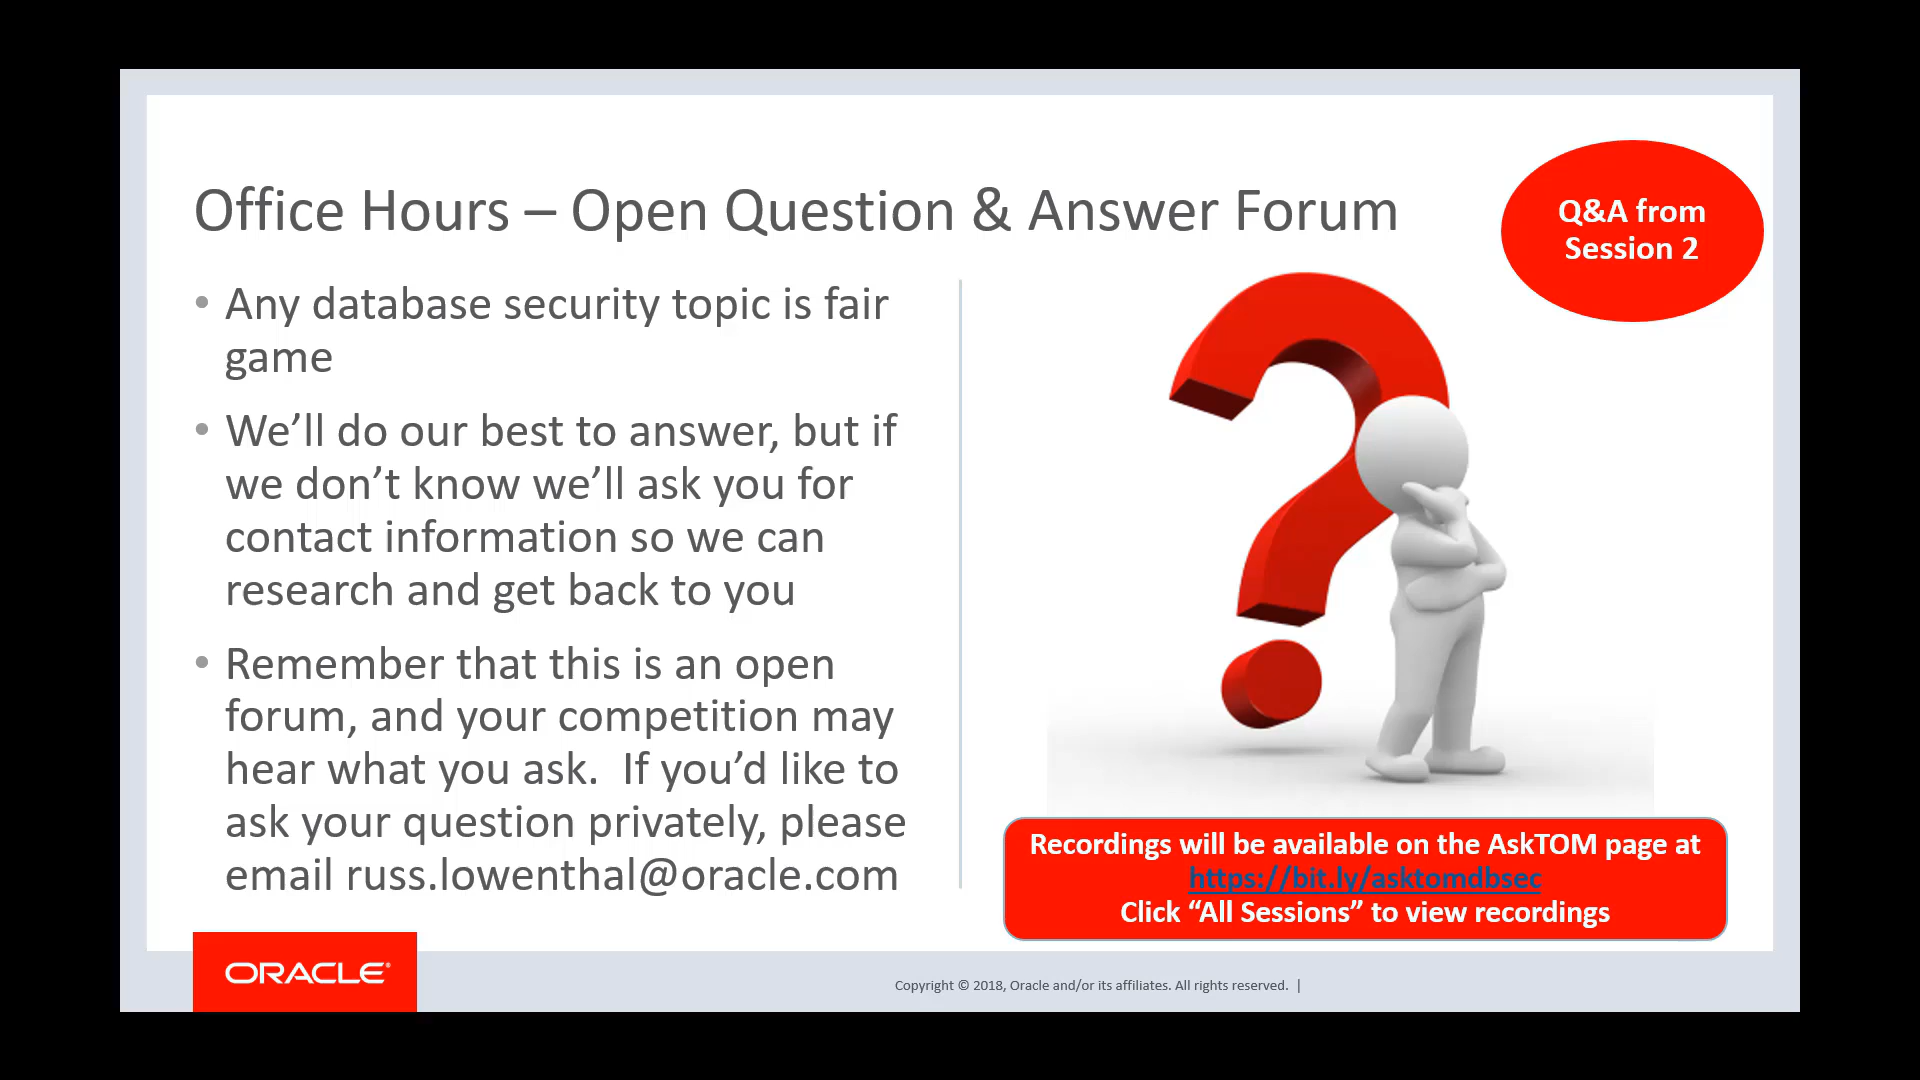 Office Hours – Open Question & Answer Forum
Q&A from
Session 2
• Any database security topic is fair
game
• We’ll do our best to answer, but if
we don’t know we’ll ask you for
contact information so we can
research and get back to you
• Remember that this is an open
forum, and your competition may
hear what you ask.  If you’d like to
ask your question privately, please
email russ.lowenthal@oracle.com
Recordings will be available on the AskTOM page at
https://bit.ly/asktomdbsec
Click “All Sessions” to view recordings
ORACLE®
Copyright © 2018, Oracle and/or its affiliates. All rights reserved.  |